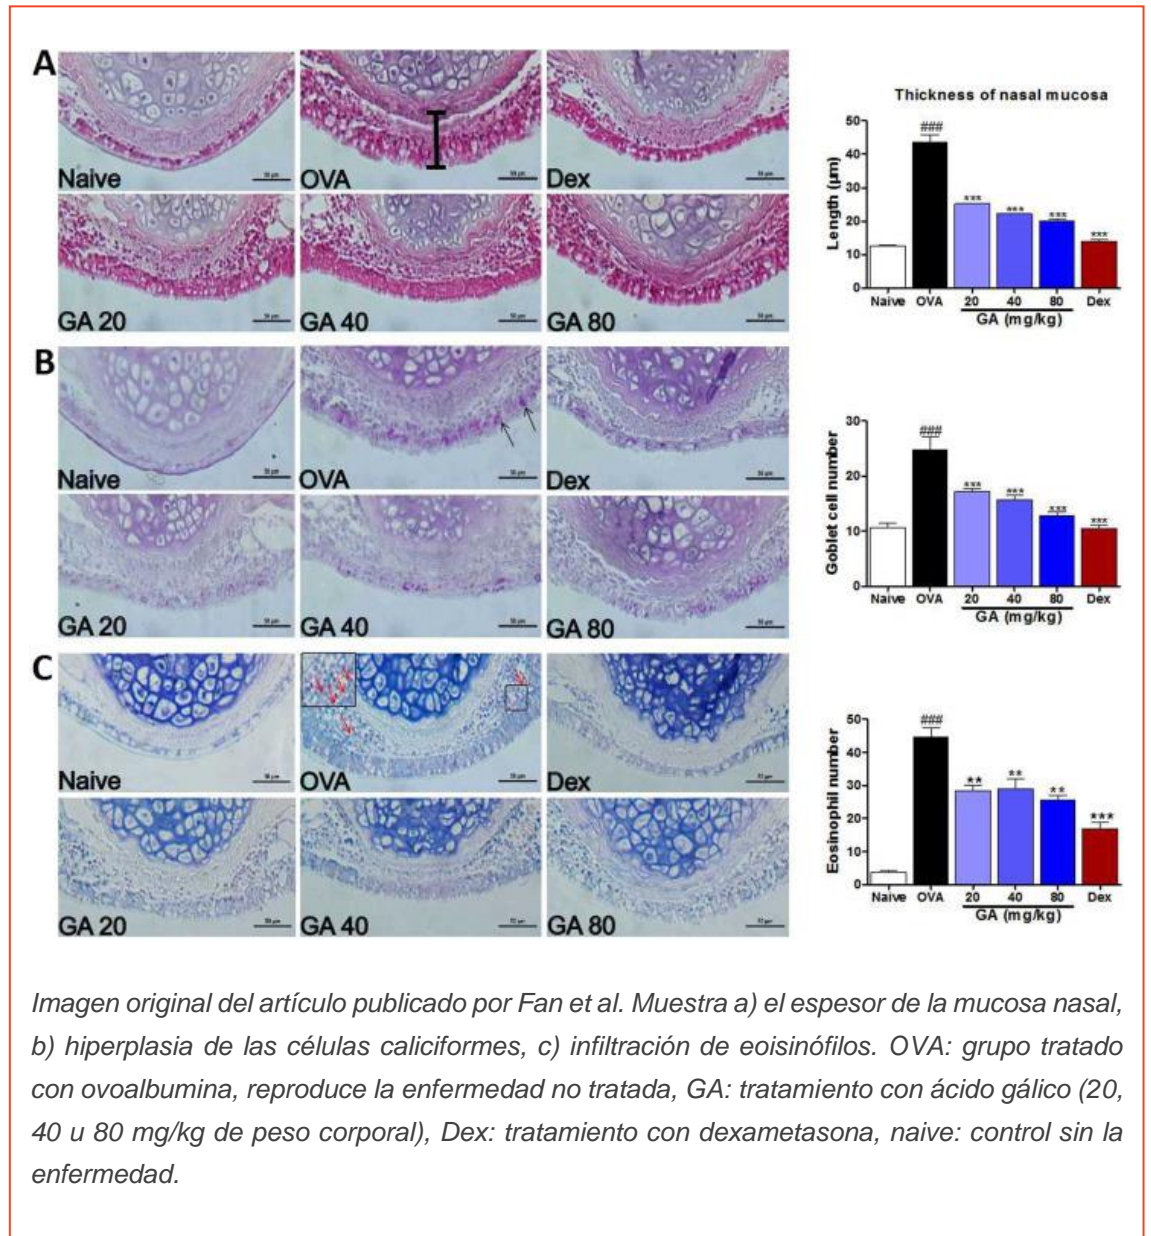 A
Naive
OVA
Dex
GA 20
GA 40
GA 80
Thickness of nasal mucosa
Length (µm)
50
40
30
20
10
0
###
***
***
***
***
Naive OVA 20 40 80 Dex
GA (mg/kg)
B
Naive
OVA
Dex
GA 20
GA 40
GA 80
Goblet cell number
30
20
10
0
###
***
***
***
***
Naive OVA 20 40 80 Dex
GA (mg/kg)
C
Naive
OVA
Dex
GA 20
GA 40
GA 80
Eosinophil number
50
40
30
20
10
0
###
**
**
**
***
Naive OVA 20 40 80 Dex
GA (mg/kg)
Imagen original del artículo publicado por Fan et al. Muestra a) el espesor de la mucosa nasal,
b) hiperplasia de las células caliciformes, c) infiltración de eoisinófilos. OVA: grupo tratado
con ovoalbumina, reproduce la enfermedad no tratada, GA: tratamiento con ácido gálico (20,
40 u 80 mg/kg de peso corporal), Dex: tratamiento con dexametasona, naive: control sin la
enfermedad.